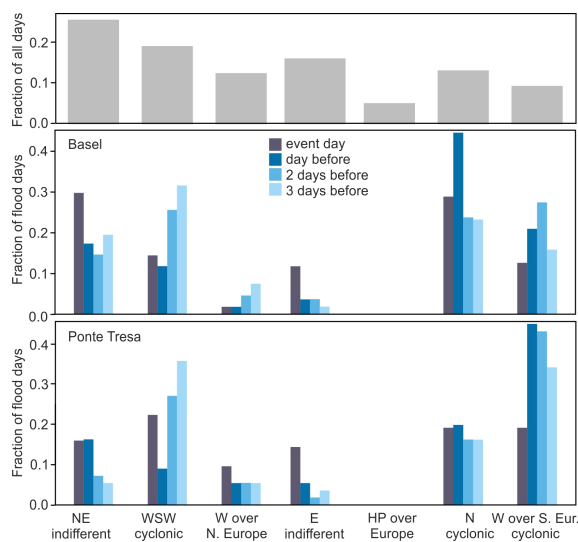 Fraction of all days
0.2
0.1
0.0
Basel
event day
day before
2 days before
3 days before
Fraction of flood days
0.4
0.3
0.2
0.1
0.0
Ponte Tresa
Fraction of flood days
0.4
0.3
0.2
0.1
0.0
NE
indifferent
WSW
cyclonic
W over
N. Europe
E
indifferent
HP over
Europe
N
cyclonic
W over S. Eur.
cyclonic